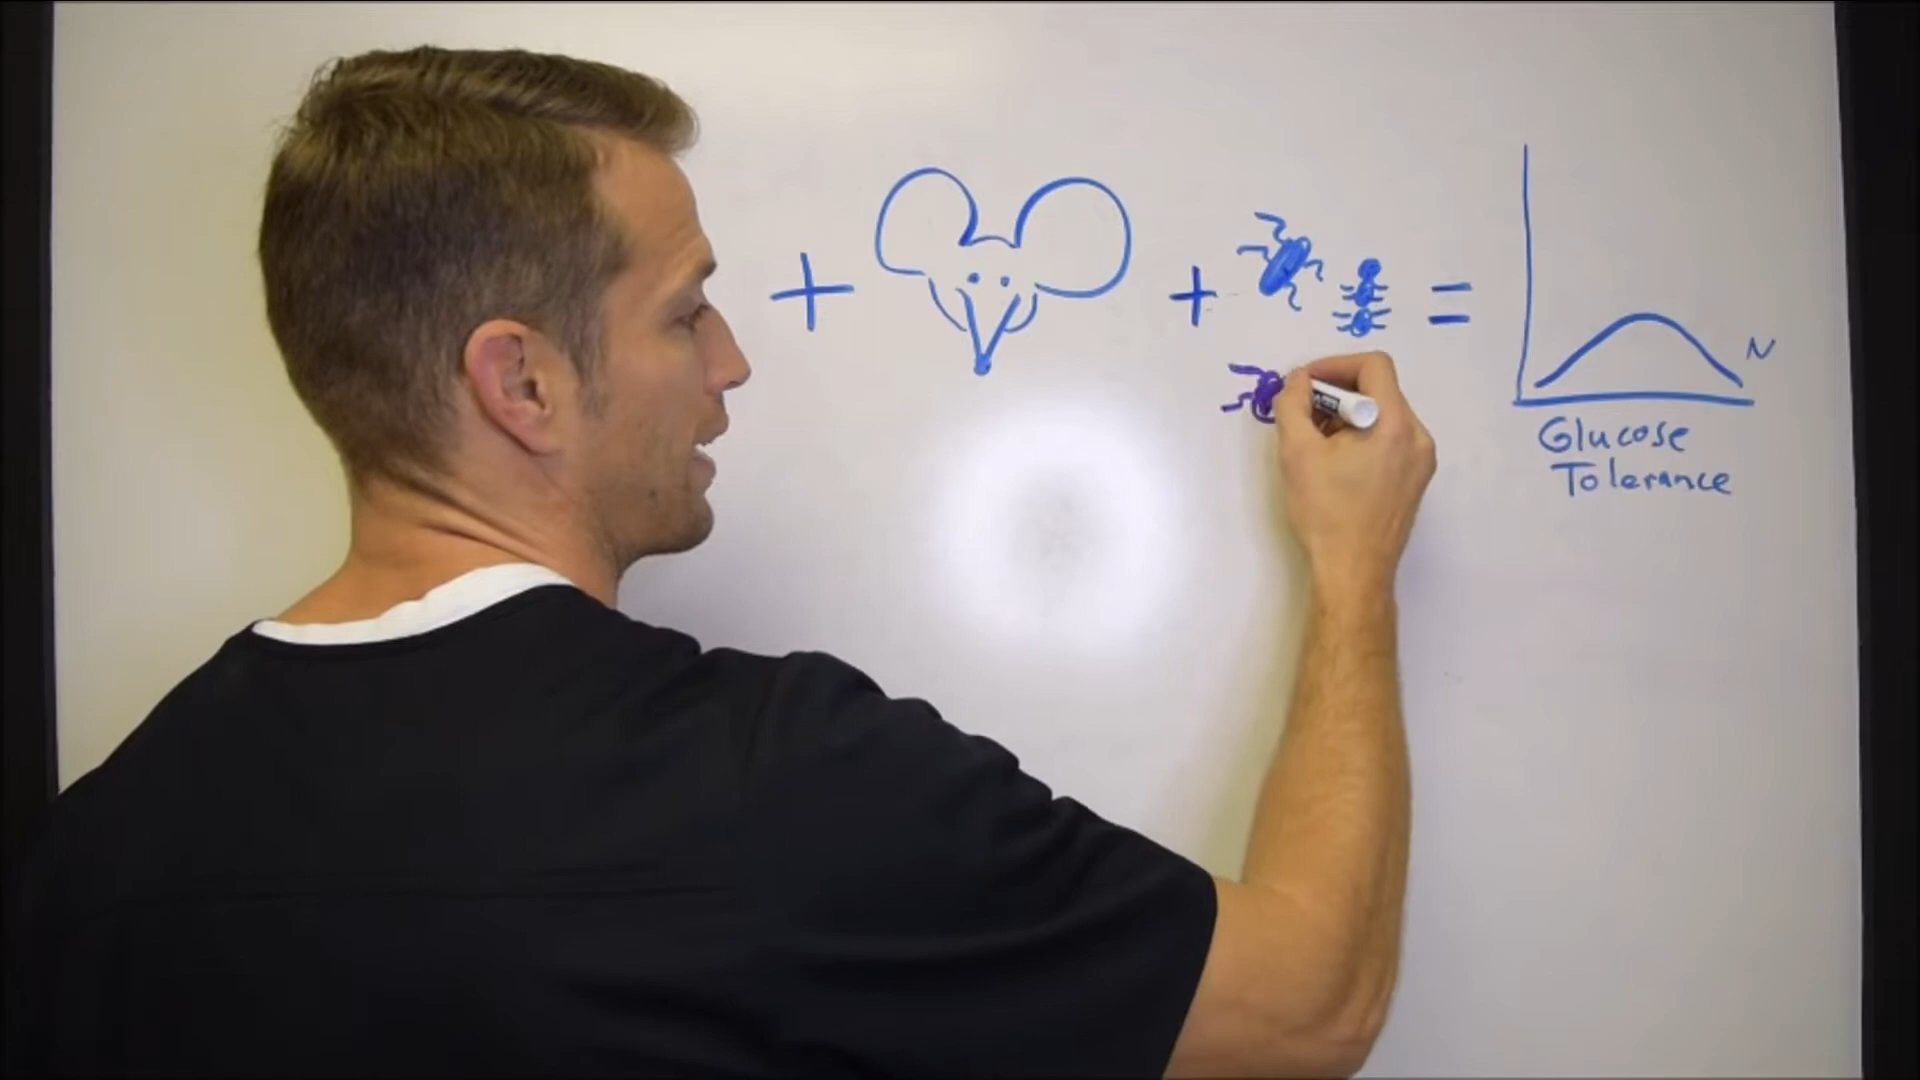 + + =
N
Glucose
Tolerance